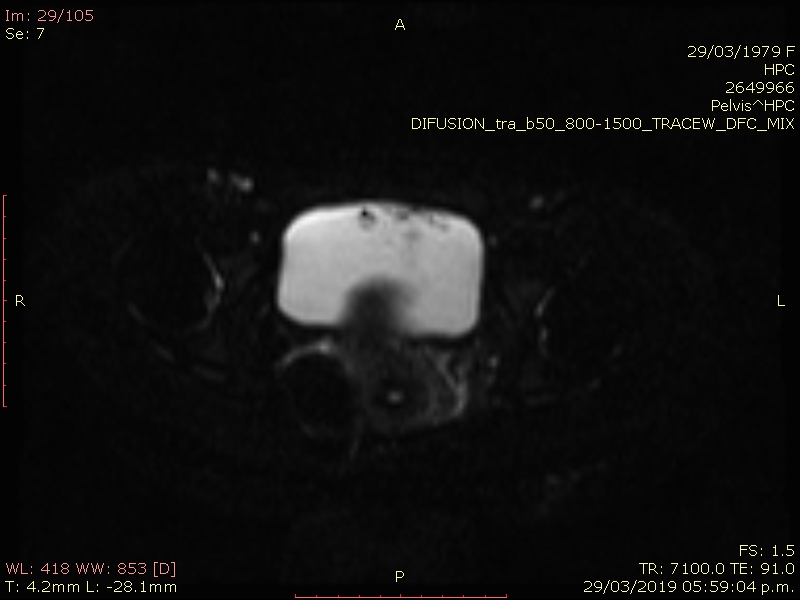 Im: 29/105
Se: 7
A
29/03/1979 F
HPC
2649966
Pelvis^HPC
DIFUSION_tra_b50_800-1500_TRACEW_DFC_MIX
R
L
WL: 418 WW: 853 [D]
T: 4.2mm L: -28.1mm
P
FS: 1.5
TR: 7100.0 TE: 91.0
29/03/2019 05:59:04 p.m.